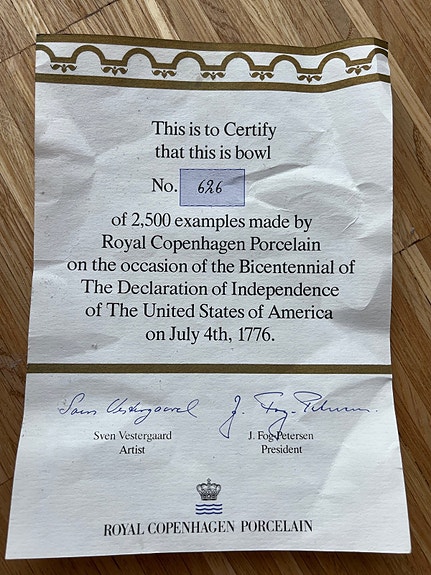 This is to Certify
that this is bowl
No. 626
of 2,500 examples made by
Royal Copenhagen Porcelain
on the occasion of the Bicentennial of
The Declaration of Independence
of The United States of America
on July 4th, 1776.
Sven Vestergaard J. Fog-Petersen
Sven Vestergaard J. Fog-Petersen
Artist President
ROYAL COPENHAGEN PORCELAIN